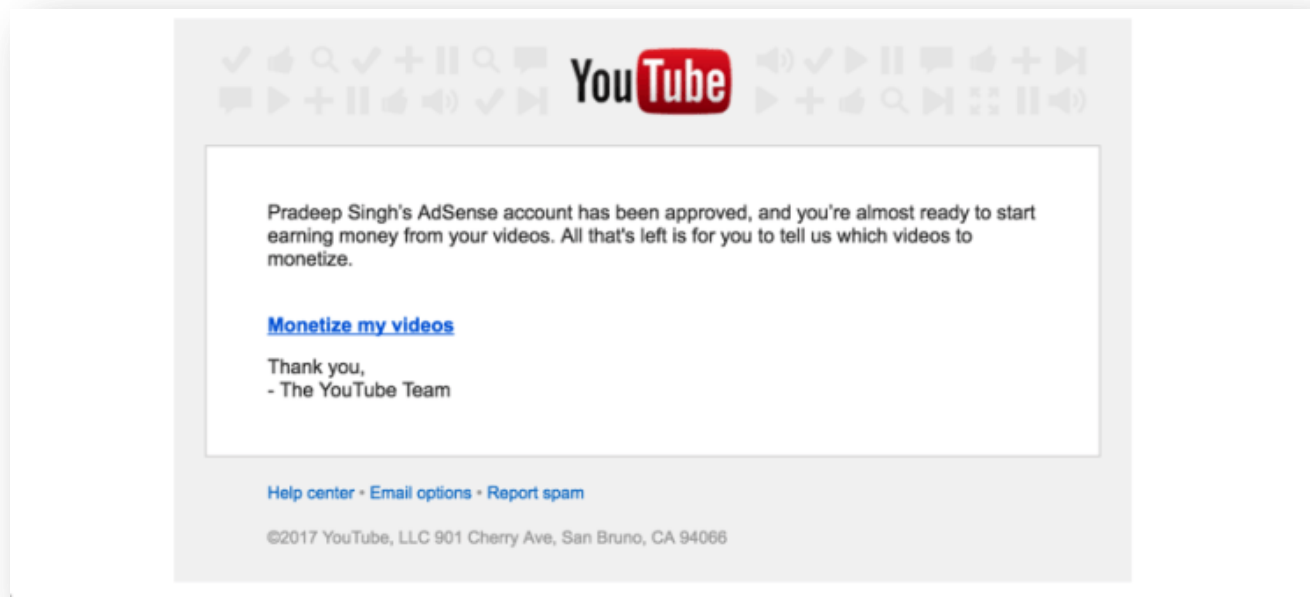 YouTube
Pradeep Singh's AdSense account has been approved, and you're almost ready to start
earning money from your videos. All that's left is for you to tell us which videos to
monetize.
Monetize my videos
Thank you,
- The YouTube Team
Help center • Email options • Report spam
©2017 YouTube, LLC 901 Cherry Ave, San Bruno, CA 94066